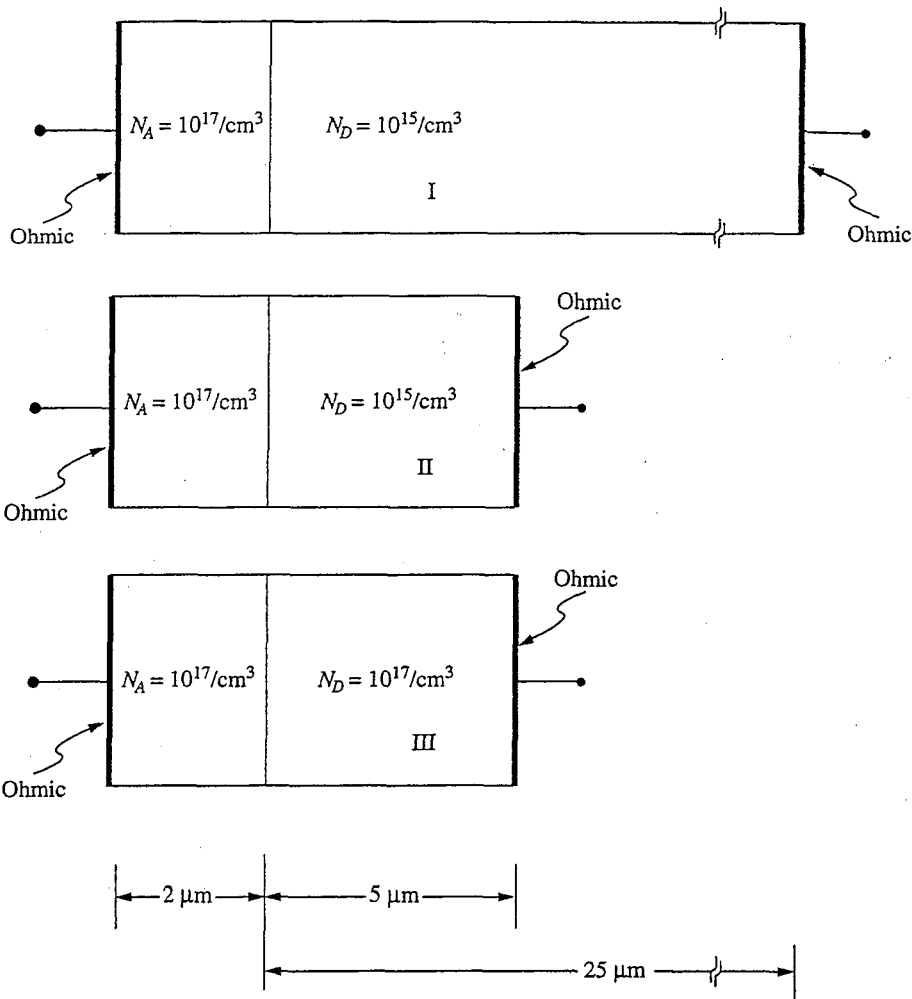 N_A = 10^17/cm^3 N_D = 10^15/cm^3
I
Ohmic Ohmic
Ohmic
N_A = 10^17/cm^3 N_D = 10^15/cm^3
II
Ohmic
Ohmic
N_A = 10^17/cm^3 N_D = 10^17/cm^3
III
Ohmic
2 μm 5 μm
25 μm